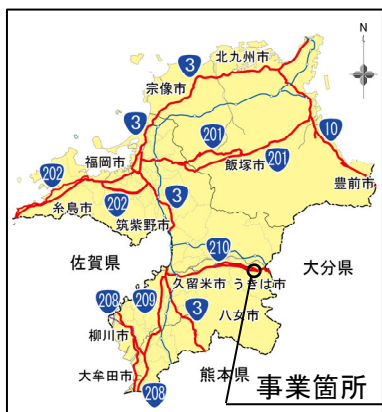 N
北九州市
3
宗像市
3
201
10
福岡市
飯塚市
201
202
豊前市
糸島市
202
3
筑紫野市
210
佐賀県
大分県
久留米市
うきは市
208
209
3
八女市
柳川市
大牟田市
熊本県
208
事業箇所